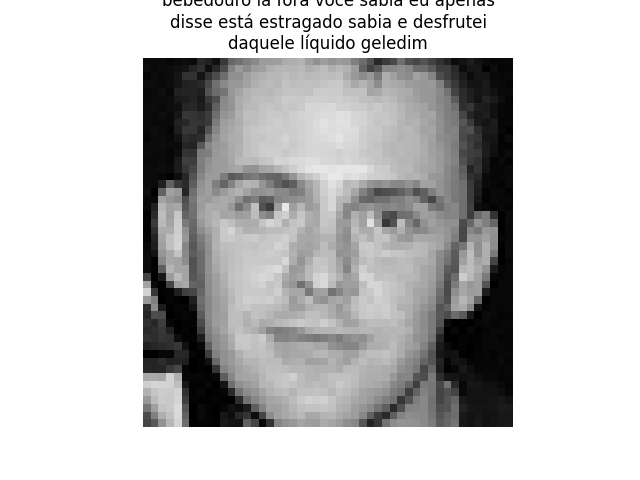 bebedouro lá fora você sabia eu apenas
disse está estragado sabia e desfrutei
daquele líquido geledim